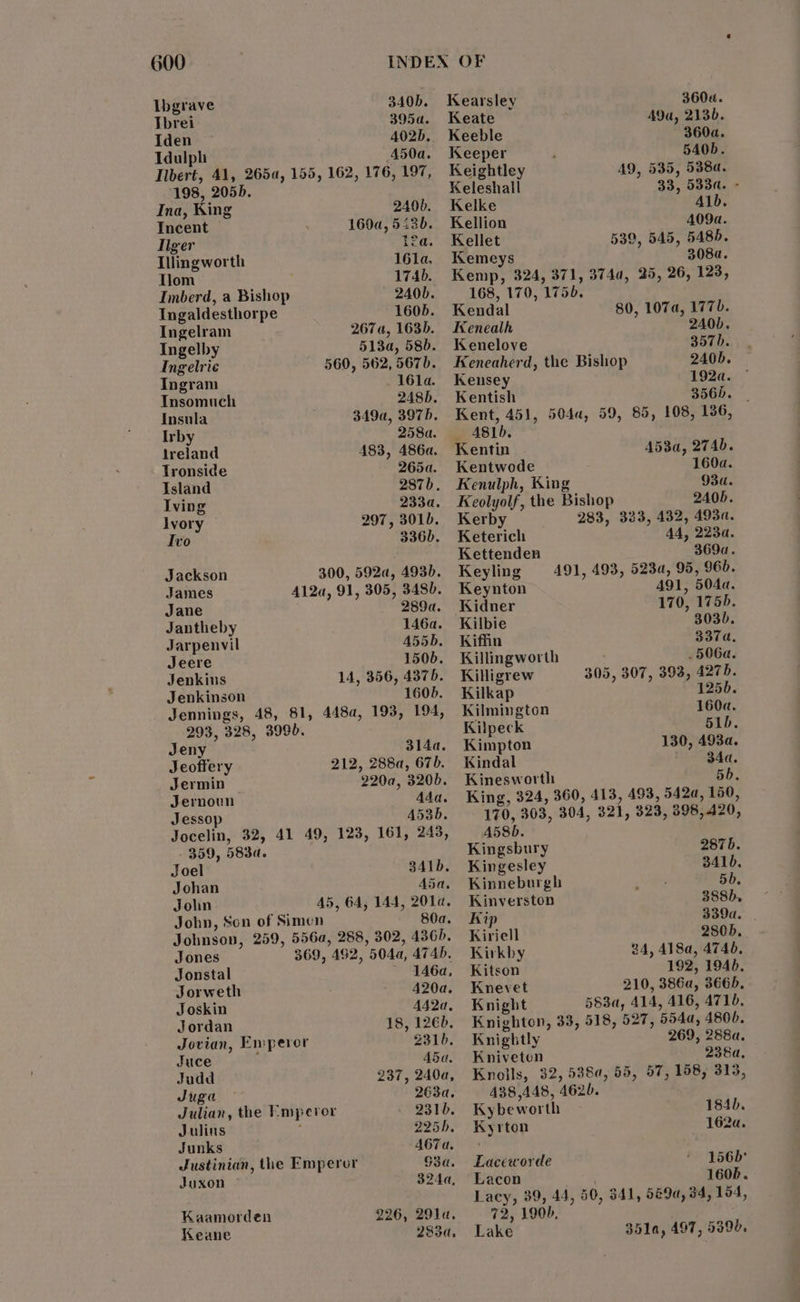 600 INDEX OF
Ibgrave 340b.
Ibrei 395a.
Iden 402b.
Idulph 450a.
Ilbert, 41, 265a, 155, 162, 176, 197,
198, 205b.
Ina, King 240b.
Incent 160a, 543b.
Ilger 12a.
Illingworth 161a.
Ilom 174b.
Imberd, a Bishop 240b.
Ingaldesthorpe 160b.
Ingelram 267a, 163b.
Ingelby 513a, 58b.
Ingelric 560, 562, 567b.
Ingram 161a.
Insomuch 248b.
Insula 349a, 397b.
Irby 258a.
Ireland 483, 486a.
Ironside 265a.
Island 287b.
Iving 233a.
Ivory 297, 301b.
Ivo 336b.
Jackson 300, 592a, 493b.
James 412a, 91, 305, 348b.
Jane 289a.
Jantheby 146a.
Jarpenvil 455b.
Jeere 150b.
Jenkins 14, 356, 437b.
Jenkinson 160b.
Jennings, 48, 81, 448a, 193, 194,
293, 328, 399b.
Jeny 314a.
Jeoffery 212, 288a, 67b.
Jermin 220a, 320b.
Jernoun 44a.
Jessop 453b.
Jocelin, 32, 41 49, 123, 161, 243,
359, 583a.
Joel 341b.
Johan 45a.
John 45, 64, 144, 201a.
John, Son of Simon 80a.
Johnson, 259, 556a, 288, 302, 436b.
Jones 369, 492, 504a, 474b.
Jonstal 146a,
Jorweth 420a.
Joskin 442a.
Jordan 18, 126b.
Jovian, Emperor 231b.
Juce 45a.
Judd 237, 240a,
Juga 263a.
Julian, the Emperor 231b.
Julius 225b.
Junks 467a.
Justinian, the Emperor 93a.
Juxon 324a,
Kaamorden 226, 291a.
Keane 283a,
Kearsley 360a.
Keate 49a, 213b.
Keeble 360a.
Keeper 540b.
Keightley 49, 535, 538a.
Keleshall 33, 533a.
Kelke 41b.
Kellion 409a.
Kellet 539, 545, 548b.
Kemeys 308a.
Kemp, 324, 371, 374a, 25, 26, 123,
168, 170, 175b.
Kendal 80, 107a, 177b.
Kenealh 240b.
Kenelove 357b.
Keneaherd, the Bishop 240b.
Kensey 192a.
Kentish 356b.
Kent, 451, 504a, 59, 85, 108, 136,
481b.
Kentin 453a, 274b.
Kentwode 160a.
Kenulph, King 93a.
Keolyolf, the Bishop 240b.
Kerby 283, 333, 432, 493a.
Keterich 44, 223a.
Kettenden 369a.
Keyling 491, 493, 523a, 95, 96b.
Keynton 491, 504a.
Kidner 170, 175b.
Kilbie 303b.
Kiffin 337a.
Killingworth 506a.
Killigrew 305, 307, 393, 427b.
Kilkap 125b.
Kilmington 160a.
Kilpeck 51b.
Kimpton 130, 493a.
Kindal 34a.
Kinesworth 5b.
King, 324, 360, 413, 493, 542a, 150,
170, 303, 304, 321, 323, 398, 420,
458b.
Kingsbury 287b.
Kingesley 341b.
Kinneburgh 5b.
Kinverston 388b.
Kip 339a.
Kiriell 280b.
Kirkby 24, 418a, 474b.
Kitson 192, 194b.
Knevet 210, 386a, 366b.
Knight 583a, 414, 416, 471b.
Knighton, 33, 518, 527, 554a, 480b.
Knightly 269, 288a.
Kniveton 238a.
Knolls, 32, 538a, 55, 57, 158, 313,
438, 448, 462b.
Kybeworth 184b.
Kyrton 162a.
Laceworde 156b
Lacon 160b.
Lacy, 39, 44, 50, 341, 569a, 34, 154,
72, 190b.
Lake 351a, 497, 539b.